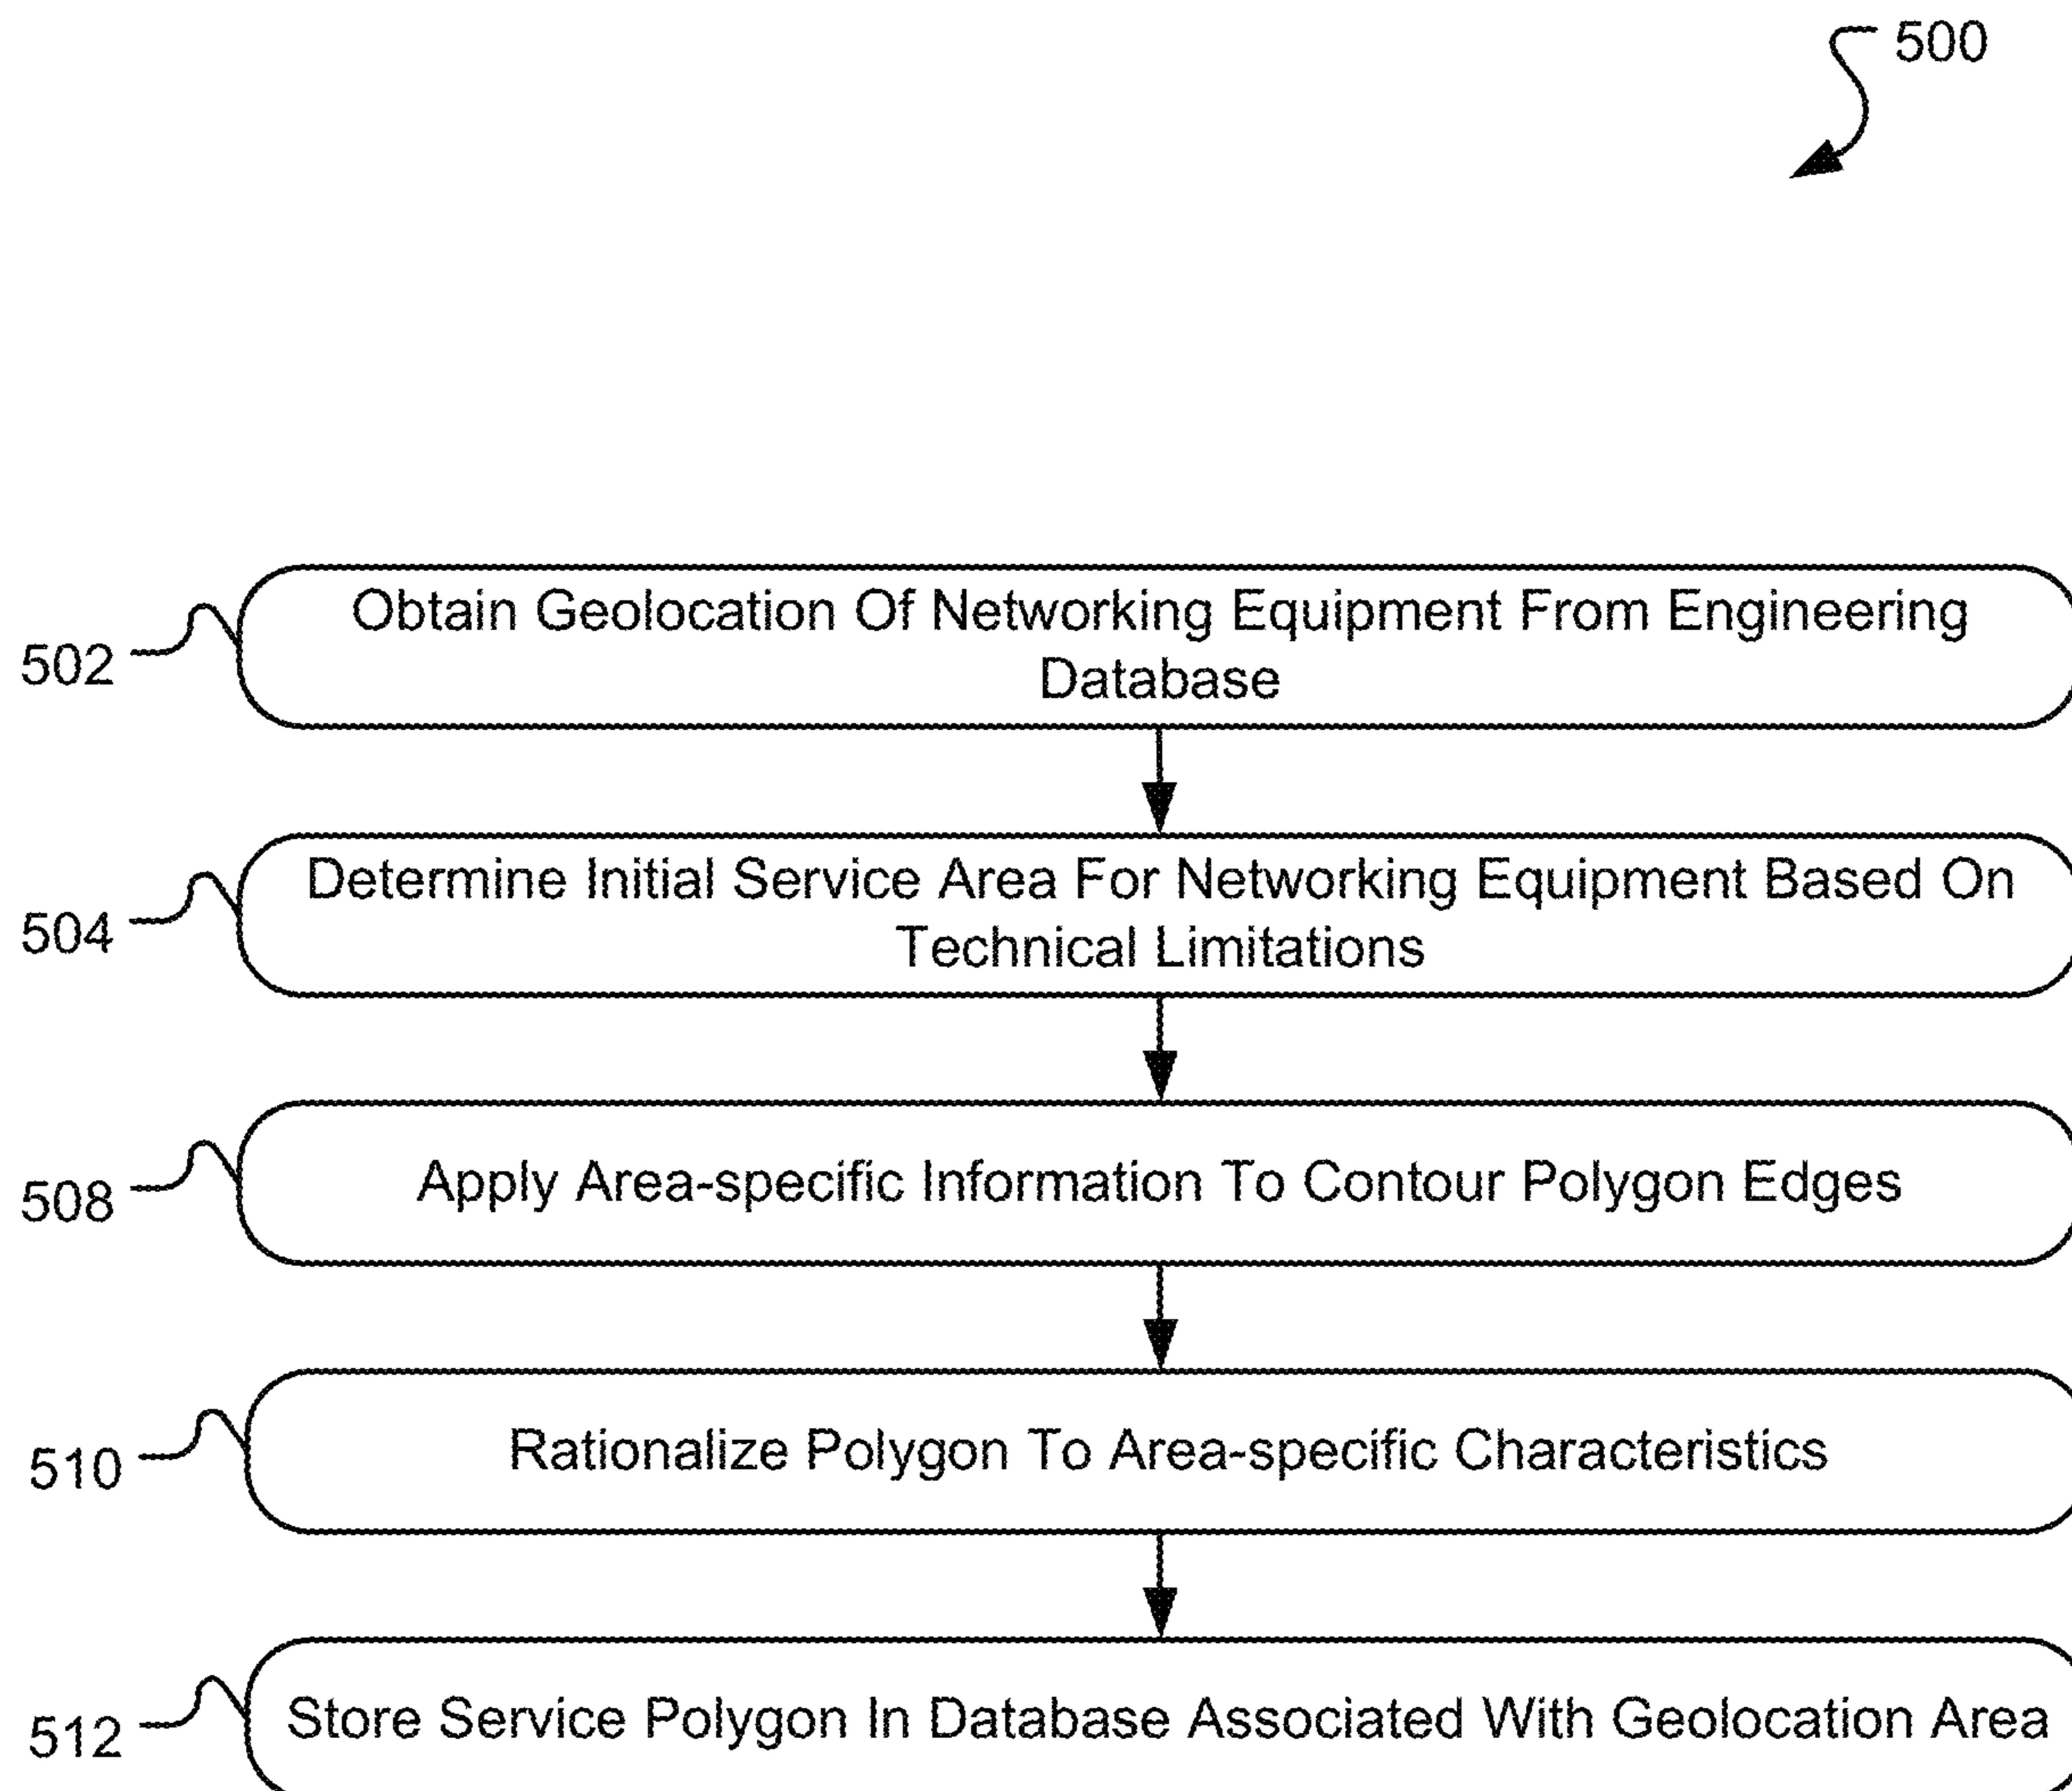 500
502
Obtain Geolocation Of Networking Equipment From Engineering
Database
504
Determine Initial Service Area For Networking Equipment Based On
Technical Limitations
508
Apply Area-specific Information To Contour Polygon Edges
510
Rationalize Polygon To Area-specific Characteristics
512
Store Service Polygon In Database Associated With Geolocation Area